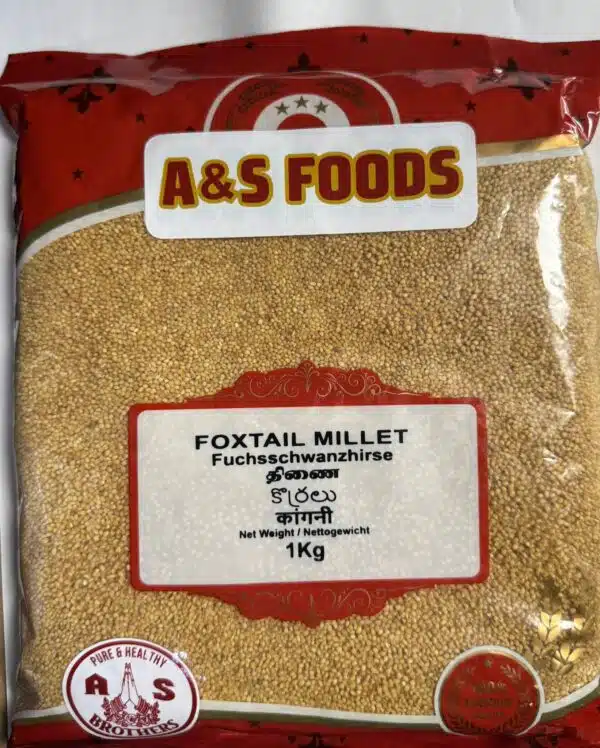 A&S FOODS
FOXTAIL MILLET
Fuchsschwanzhirse
திணை
కొర్రలు
कांगनी
Net Weight / Nettogewicht
1Kg
PURE & HEALTHY
A S
BROTHERS